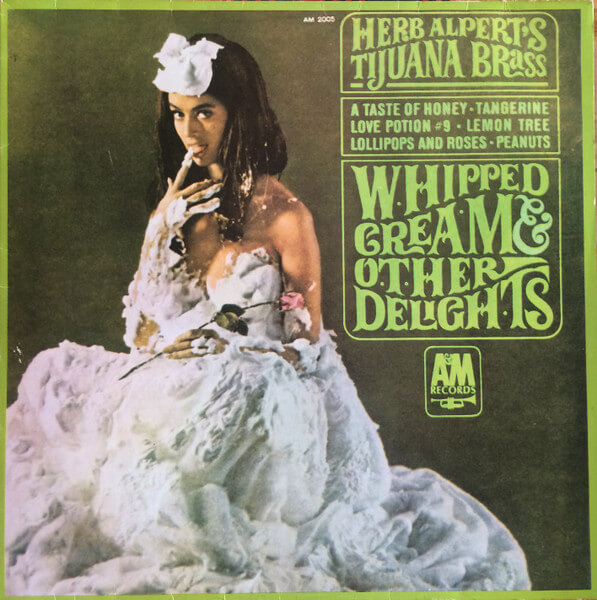 AM 2005
HERB ALPERT'S
TIJUANA BRASS
A TASTE OF HONEY • TANGERINE
LOVE POTION #9 • LEMON TREE
LOLLIPOPS AND ROSES • PEANUTS
WHIPPED
CREAM &
OTHER
DELIGHTS
A&M
RECORDS